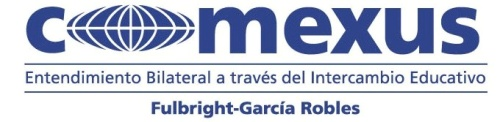 comexus
Entendimiento Bilateral a través del Intercambio Educativo
Fulbright-García Robles